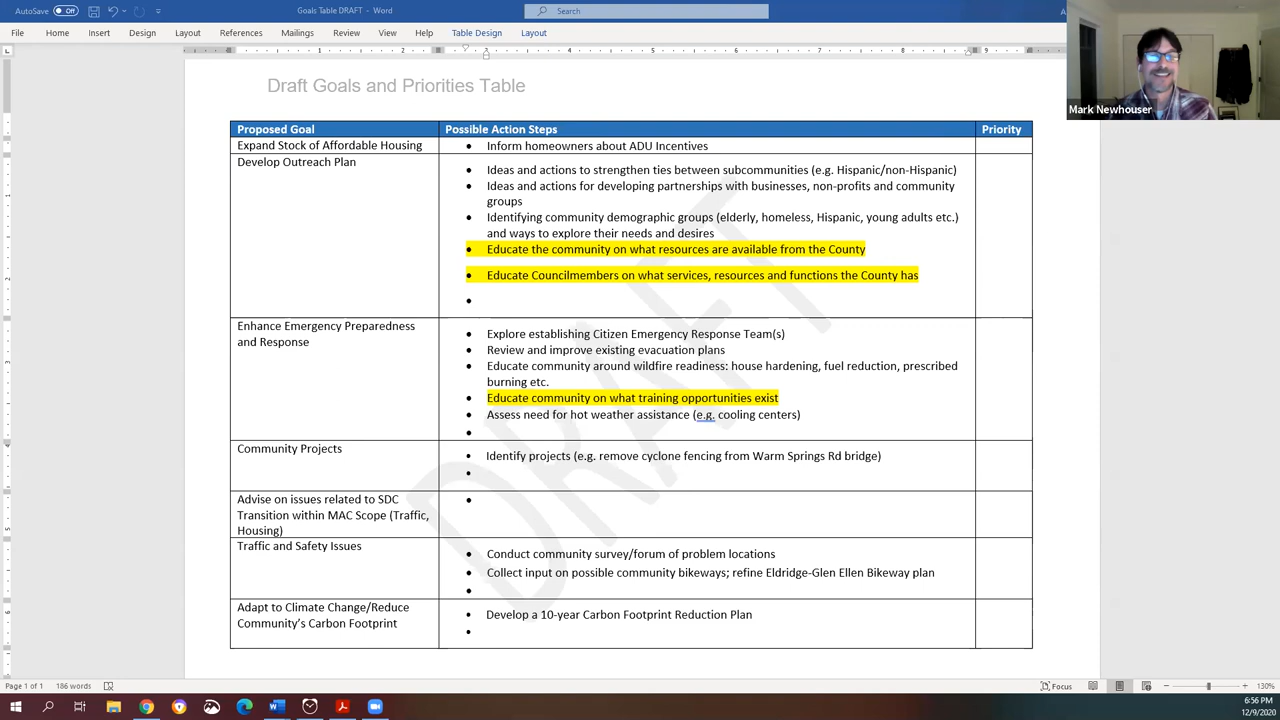 AutoSave Off Goals Table DRAFT - Word Search
File Home Insert Design Layout References Mailings Review View Help Table Design Layout
1 2 3 4 5 6 7 8 9
Mark Newhouser
Draft Goals and Priorities Table
Proposed Goal Possible Action Steps Priority
Expand Stock of Affordable Housing
• Inform homeowners about ADU Incentives
Develop Outreach Plan
• Ideas and actions to strengthen ties between subcommunities (e.g. Hispanic/non-Hispanic)
• Ideas and actions for developing partnerships with businesses, non-profits and community
groups
• Identifying community demographic groups (elderly, homeless, Hispanic, young adults etc.)
and ways to explore their needs and desires
• Educate the community on what resources are available from the County
• Educate Councilmembers on what services, resources and functions the County has
•
Enhance Emergency Preparedness
and Response
• Explore establishing Citizen Emergency Response Team(s)
• Review and improve existing evacuation plans
• Educate community around wildfire readiness: house hardening, fuel reduction, prescribed
burning etc.
• Educate community on what training opportunities exist
• Assess need for hot weather assistance (e.g. cooling centers)
•
Community Projects
• Identify projects (e.g. remove cyclone fencing from Warm Springs Rd bridge)
•
Advise on issues related to SDC
Transition within MAC Scope (Traffic,
Housing)
•
Traffic and Safety Issues
• Conduct community survey/forum of problem locations
• Collect input on possible community bikeways; refine Eldridge-Glen Ellen Bikeway plan
•
Adapt to Climate Change/Reduce
Community's Carbon Footprint
• Develop a 10-year Carbon Footprint Reduction Plan
•
DRAFT
Page 1 of 1 186 words Focus 130%
6:56 PM
12/9/2020